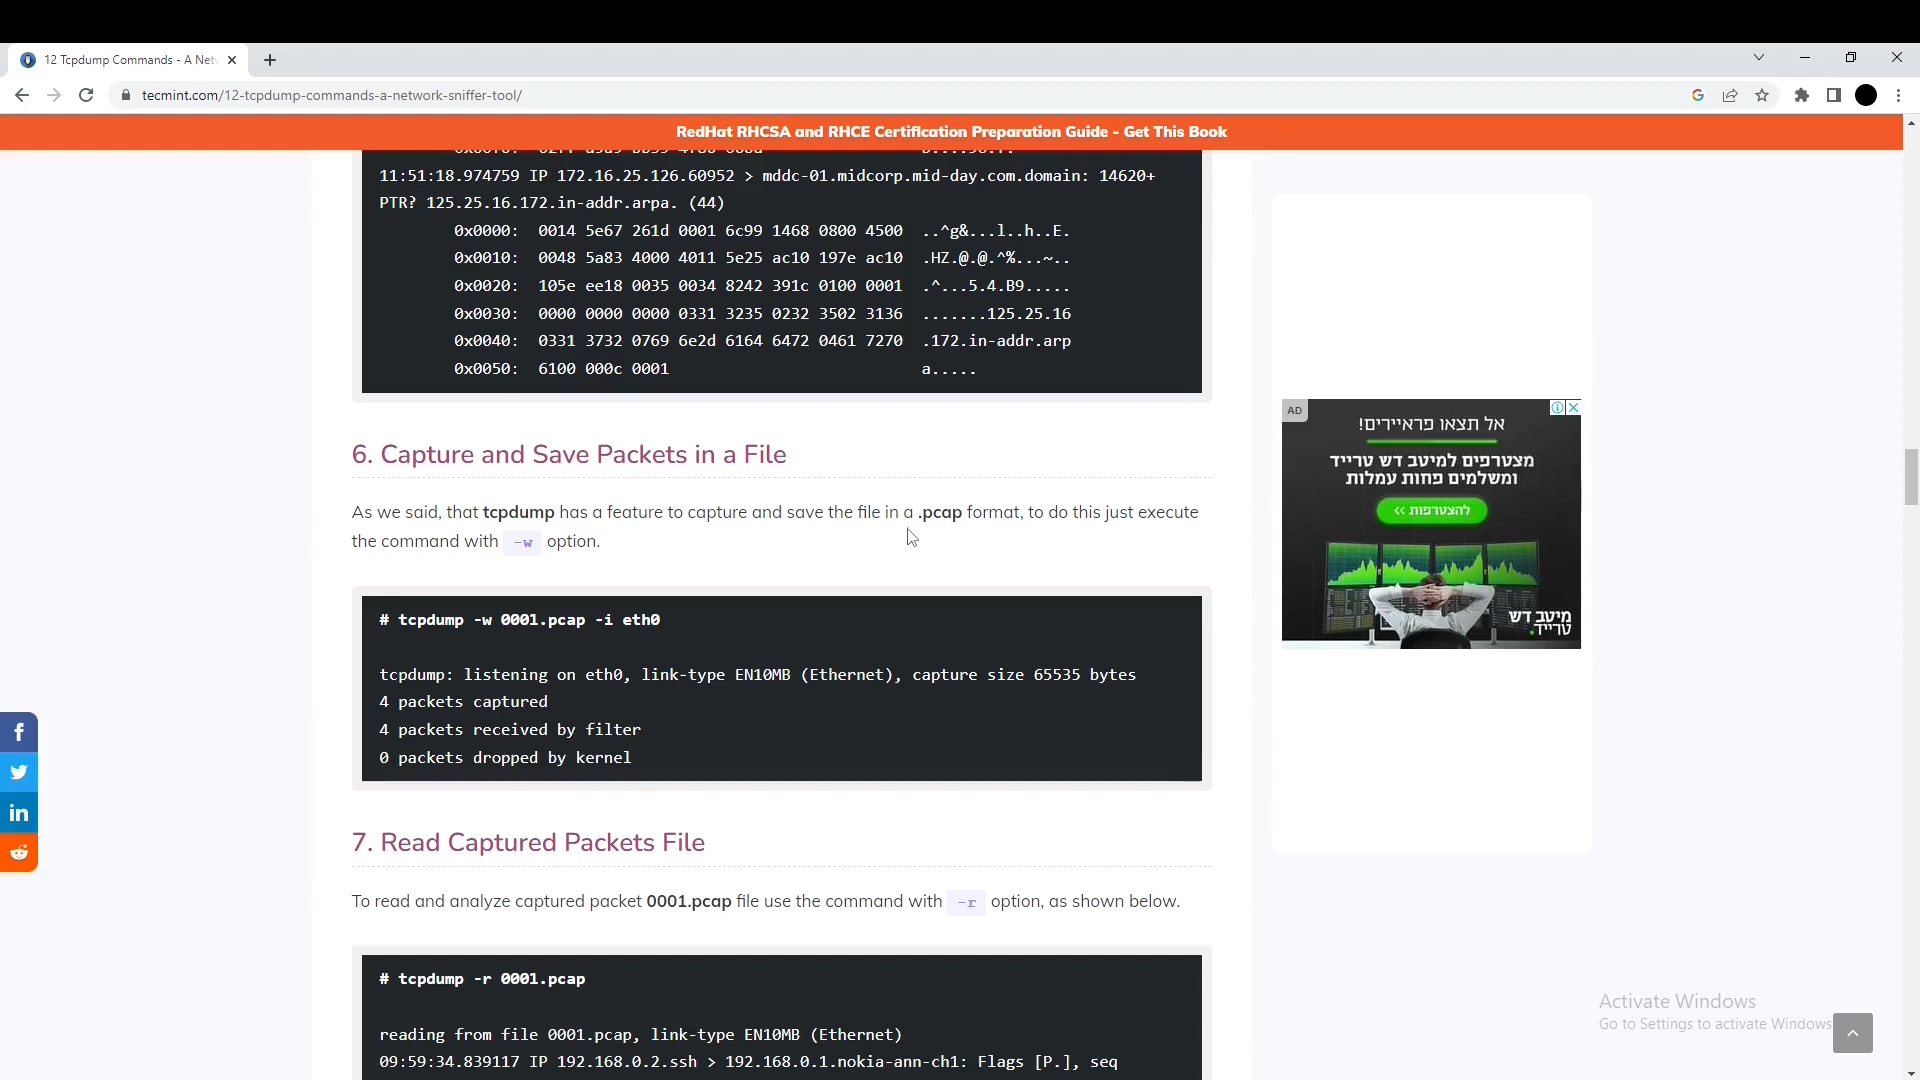 12 Tcpdump Commands - A Net
tecmint.com/12-tcpdump-commands-a-network-sniffer-tool/
RedHat RHCSA and RHCE Certification Preparation Guide - Get This Book
11:51:18.974759 IP 172.16.25.126.60952 > mddc-01.midcorp.mid-day.com.domain: 14620+
PTR? 125.25.16.172.in-addr.arpa. (44)
0x0000: 0014 5e67 261d 0001 6c99 1468 0800 4500 ..^g&...l..h..E.
0x0010: 0048 5a83 4000 4011 5e25 ac10 197e ac10 .HZ.@.@.^%...~..
0x0020: 105e ee18 0035 0034 8242 391c 0100 0001 .^...5.4.B9.....
0x0030: 0000 0000 0000 0331 3235 0232 3502 3136 .......125.25.16
0x0040: 0331 3732 0769 6e2d 6164 6472 0461 7270 .172.in-addr.arp
0x0050: 6100 000c 0001 a.....
6. Capture and Save Packets in a File
As we said, that tcpdump has a feature to capture and save the file in a .pcap format, to do this just execute
the command with -w option.
# tcpdump -w 0001.pcap -i eth0
tcpdump: listening on eth0, link-type EN10MB (Ethernet), capture size 65535 bytes
4 packets captured
4 packets received by filter
0 packets dropped by kernel
7. Read Captured Packets File
To read and analyze captured packet 0001.pcap file use the command with -r option, as shown below.
# tcpdump -r 0001.pcap
reading from file 0001.pcap, link-type EN10MB (Ethernet)
09:59:34.839117 IP 192.168.0.2.ssh > 192.168.0.1.nokia-ann-ch1: Flags [P.], seq
AD
אל תצאו פראיירים!
מצטרפים למיטב דש טרייד
ומשלמים פחות עמלות
להצטרפות >>
מיטב דש
טרייד.
Activate Windows
Go to Settings to activate Windows